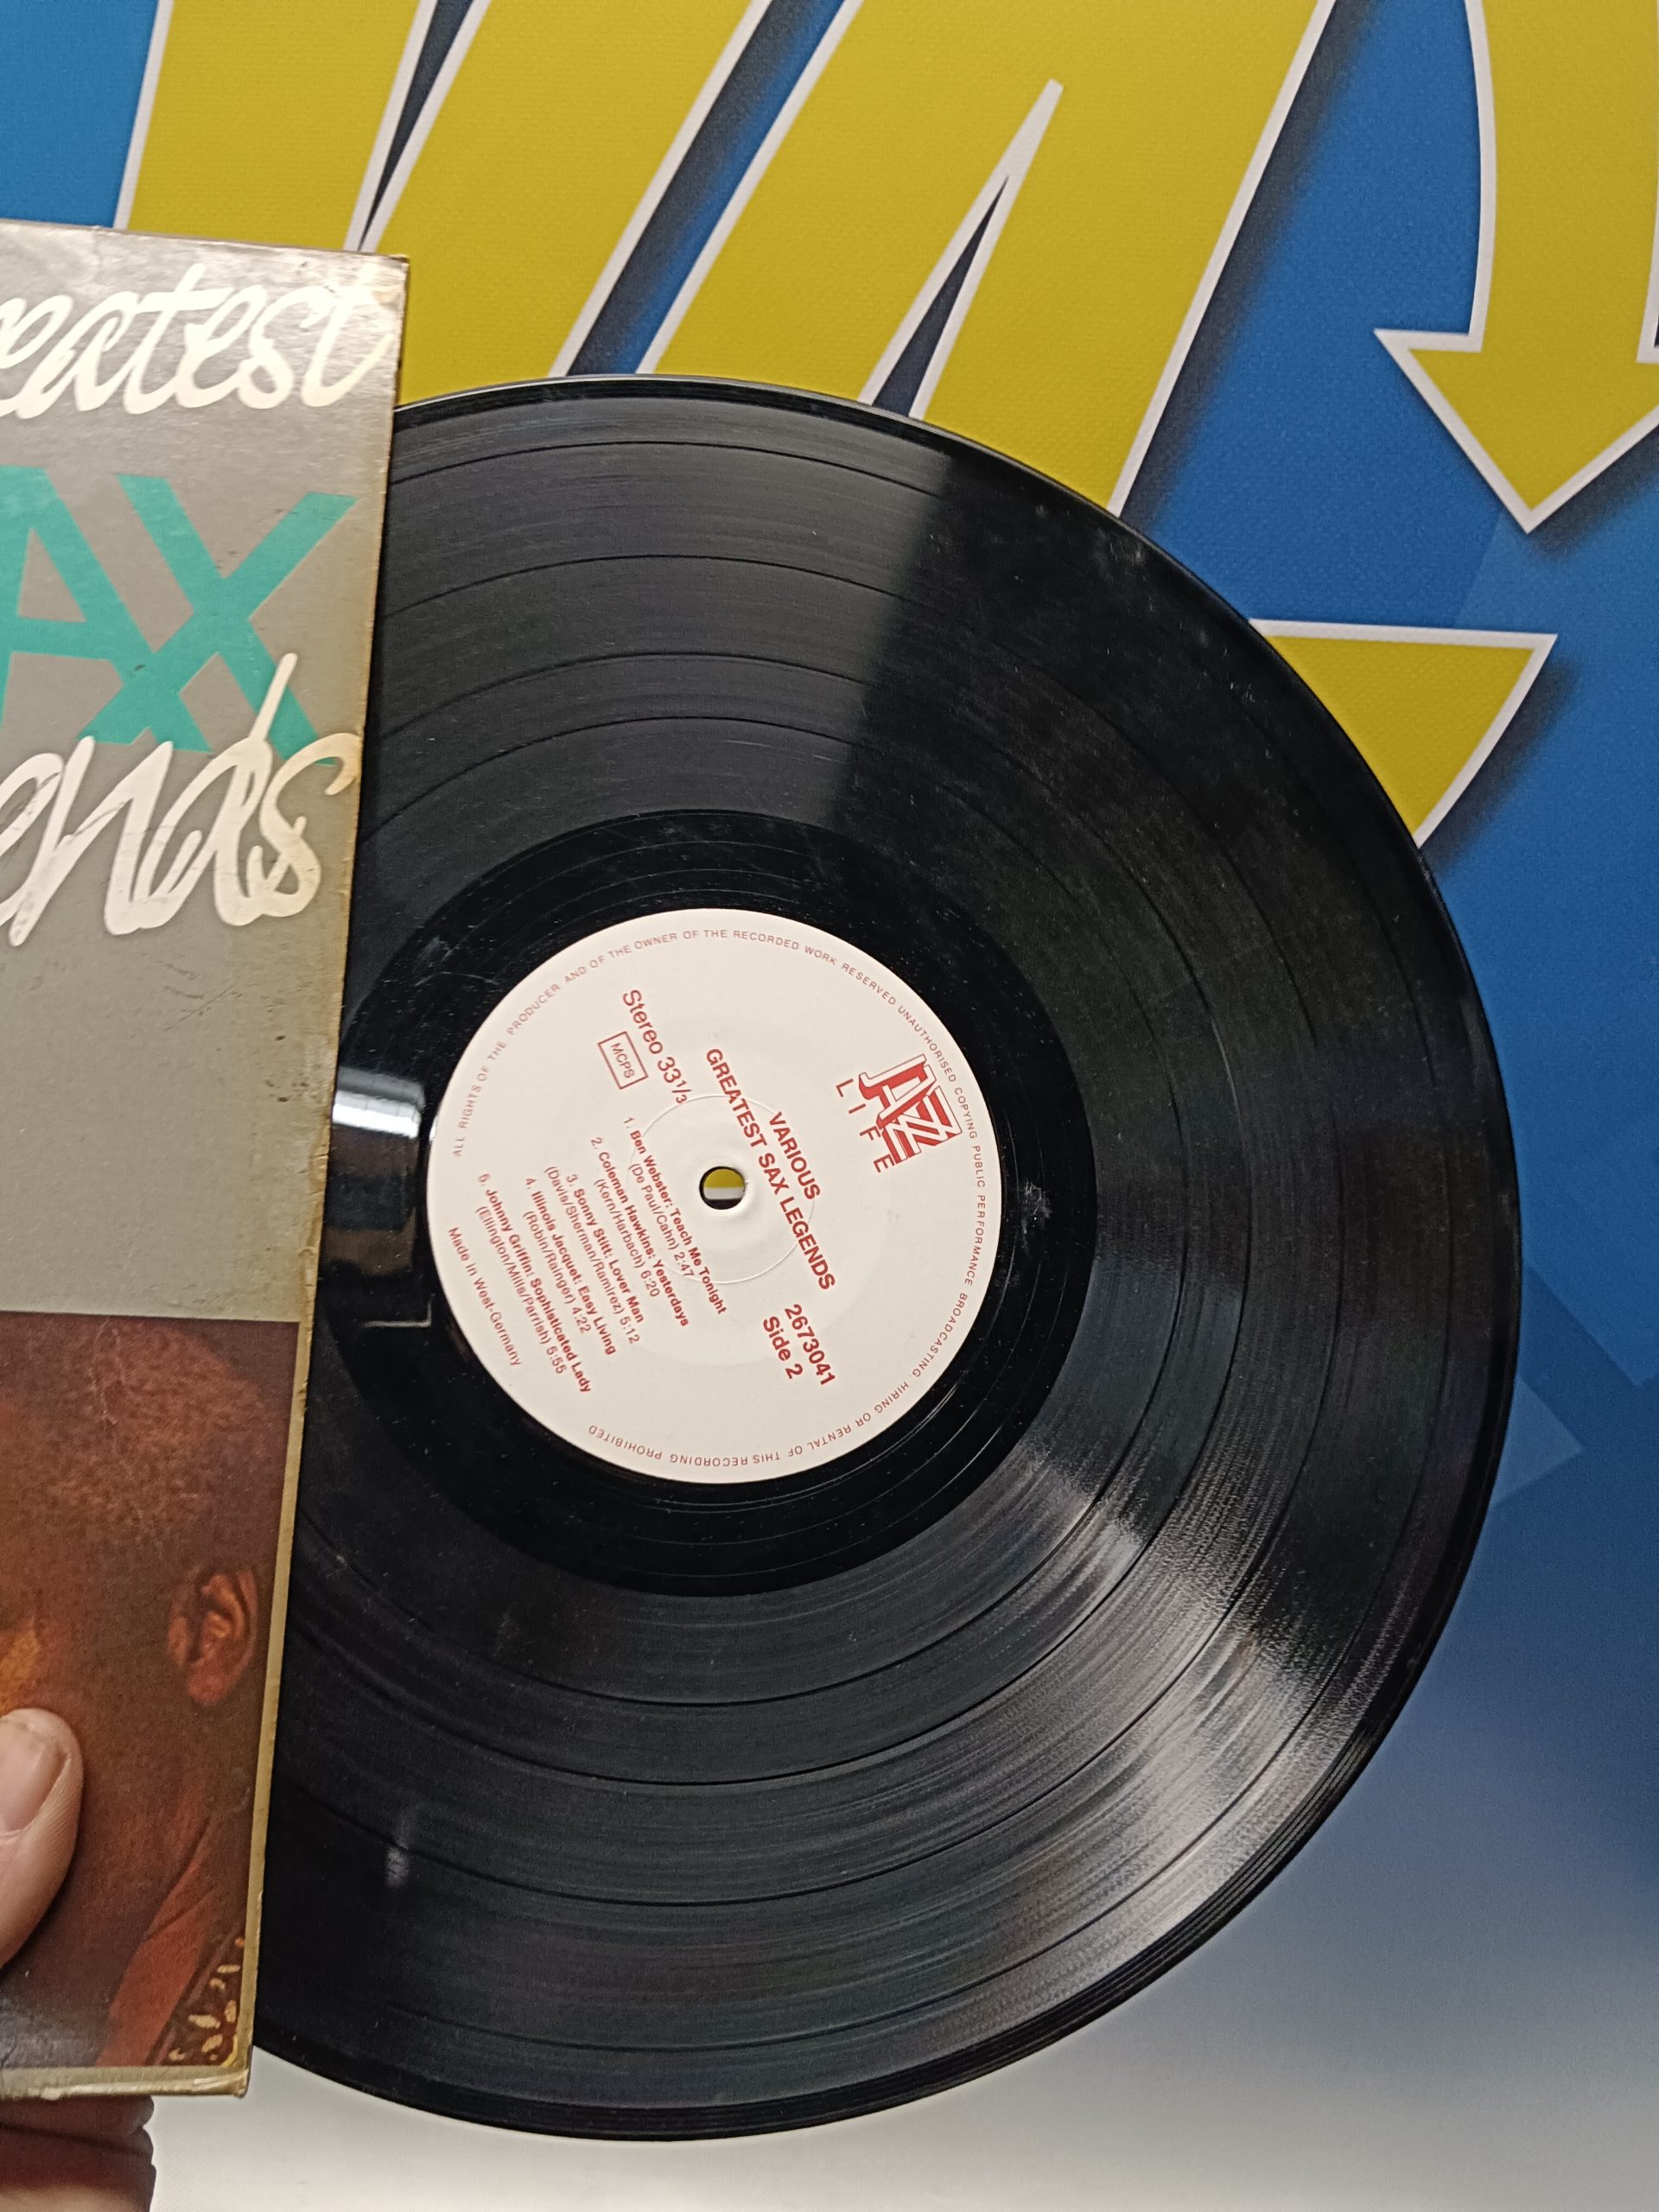 eatest
AX
ends
JAZZ
LIFE
VARIOUS
GREATEST SAX LEGENDS
2673041
Side 2
Stereo 33 1/3
MCPS
1. Ben Webster: Teach Me Tonight
(De Paul/Cahn) 2:47
2. Coleman Hawkins: Yesterdays
(Kern/Harbach) 6:20
3. Sonny Stitt: Lover Man
(Davis/Sherman/Ramirez) 5:12
4. Illinois Jacquet: Easy Living
(Robin/Rainger) 4:22
5. Johnny Griffin: Sophisticated Lady
(Ellington/Mills/Parrish) 5:55
Made in West-Germany
ALL RIGHTS OF THE PRODUCER AND OF THE OWNER OF THE RECORDED WORK RESERVED UNAUTHORISED COPYING PUBLIC PERFORMANCE BROADCASTING HIRING OR RENTAL OF THIS RECORDING PROHIBITED